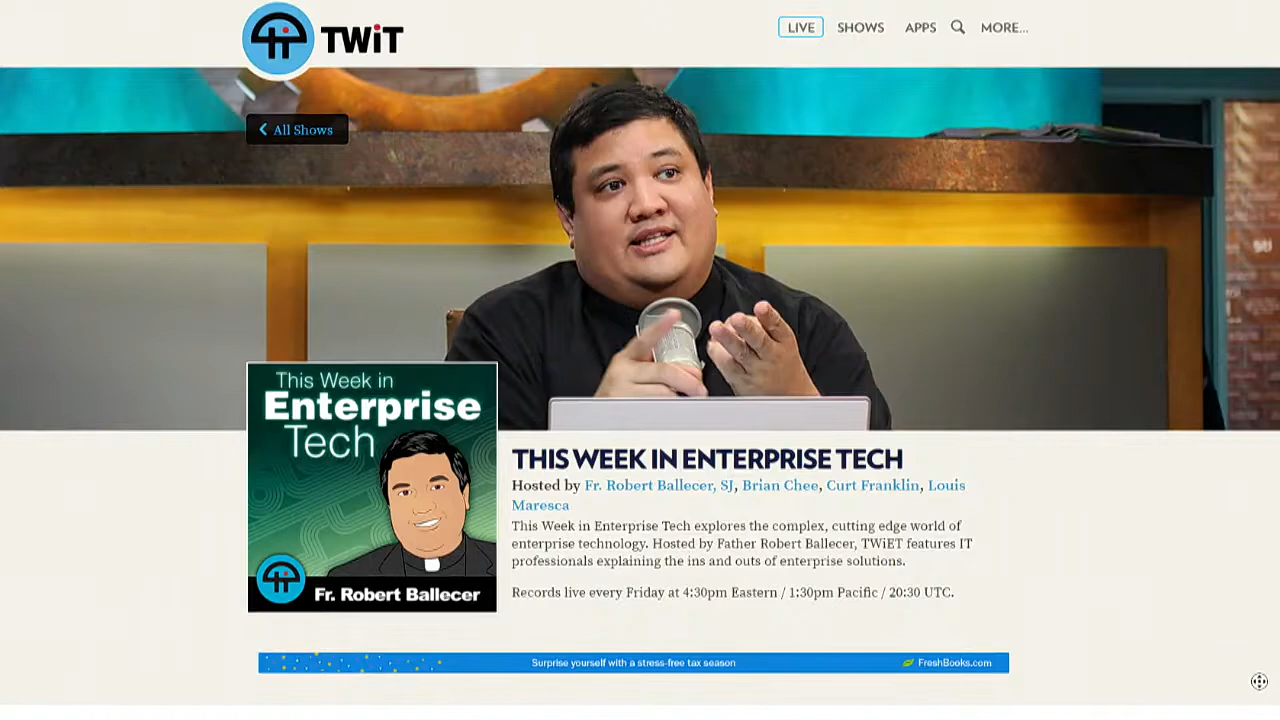 TWiT
LIVE
SHOWS
APPS
MORE...
All Shows
This Week in
Enterprise
Tech
Fr. Robert Ballecer
THIS WEEK IN ENTERPRISE TECH
Hosted by Fr. Robert Ballecer, SJ, Brian Chee, Curt Franklin, Louis
Maresca
This Week in Enterprise Tech explores the complex, cutting edge world of
enterprise technology. Hosted by Father Robert Ballecer, TWiET features IT
professionals explaining the ins and outs of enterprise solutions.
Records live every Friday at 4:30pm Eastern / 1:30pm Pacific / 20:30 UTC.
Surprise yourself with a stress-free tax season
FreshBooks.com